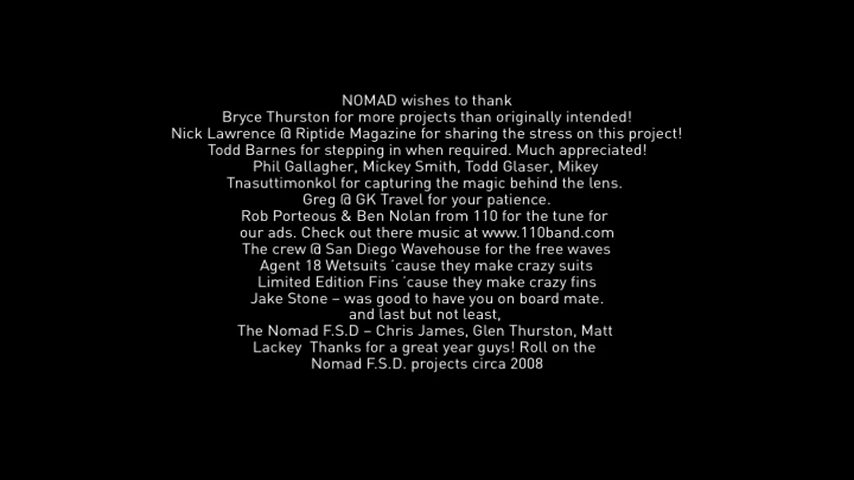 NOMAD wishes to thank
Bryce Thurston for more projects than originally intended!
Nick Lawrence @ Riptide Magazine for sharing the stress on this project!
Todd Barnes for stepping in when required. Much appreciated!
Phil Gallagher, Mickey Smith, Todd Glaser, Mikey
Tnasuttimonkol for capturing the magic behind the lens.
Greg @ GK Travel for your patience.
Rob Porteous & Ben Nolan from 110 for the tune for
our ads. Check out there music at www.110band.com
The crew @ San Diego Wavehouse for the free waves
Agent 18 Wetsuits ´cause they make crazy suits
Limited Edition Fins ´cause they make crazy fins
Jake Stone – was good to have you on board mate.
and last but not least,
The Nomad F.S.D – Chris James, Glen Thurston, Matt
Lackey  Thanks for a great year guys! Roll on the
Nomad F.S.D. projects circa 2008